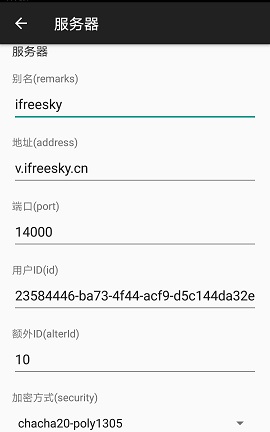 服务器
服务器
别名(remarks)
ifreesky
地址(address)
v.ifreesky.cn
端口(port)
14000
用户ID(id)
23584446-ba73-4f44-acf9-d5c144da32e
额外ID(alterId)
10
加密方式(security)
chacha20-poly1305